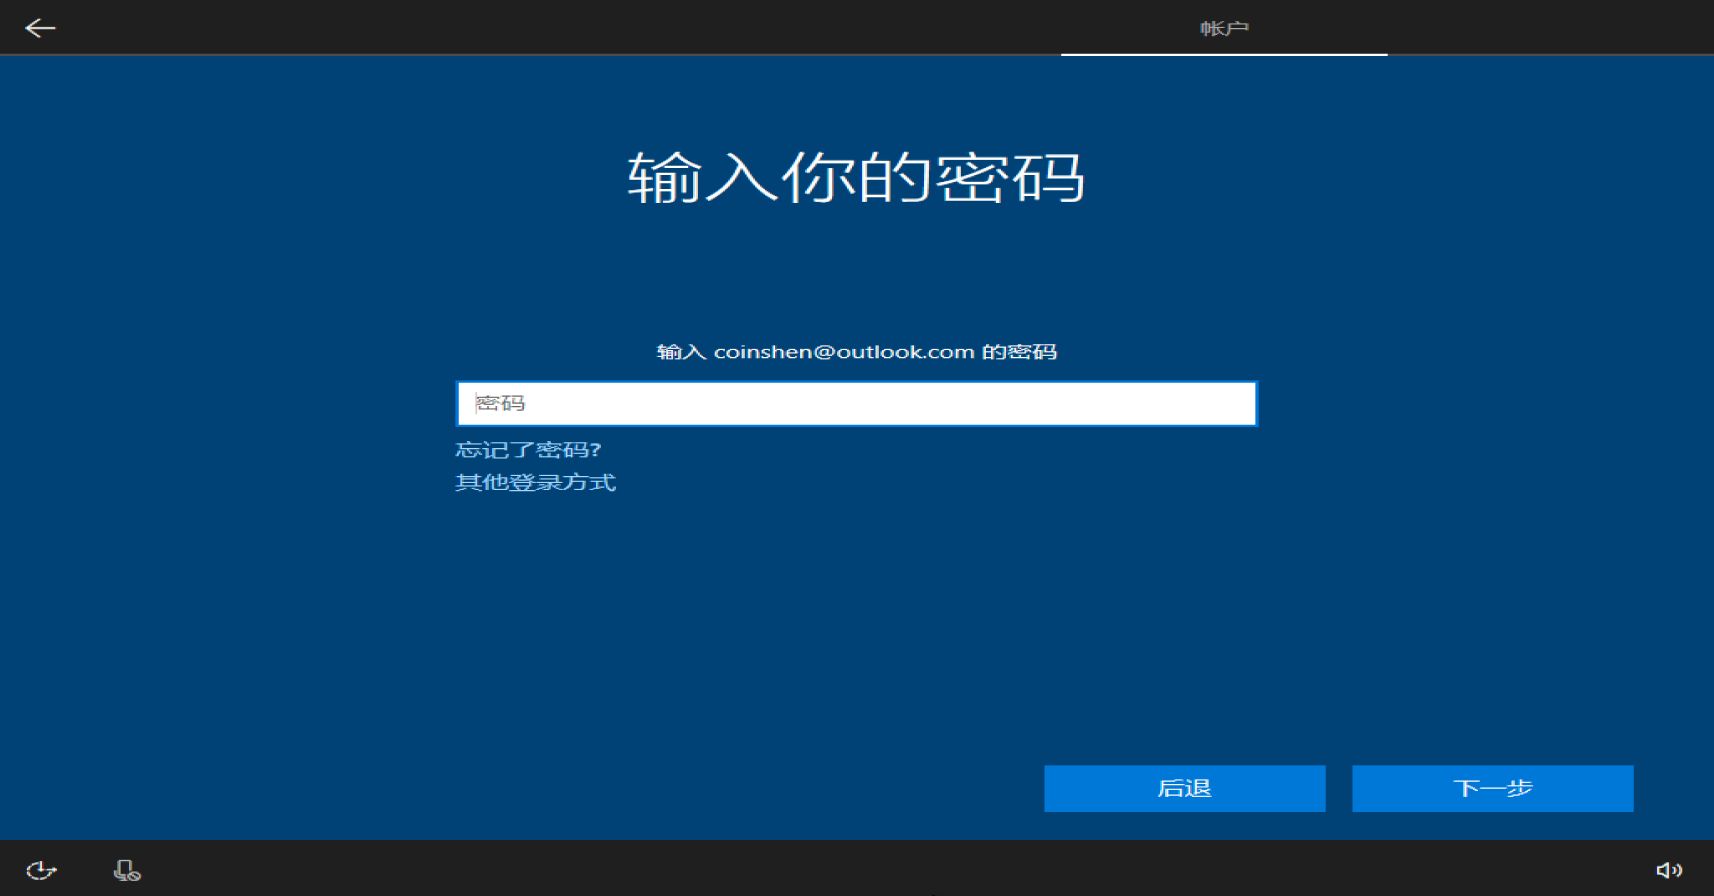 帐户
输入你的密码
输入 coinshen@outlook.com 的密码
密码
忘记了密码?
其他登录方式
后退
下一步